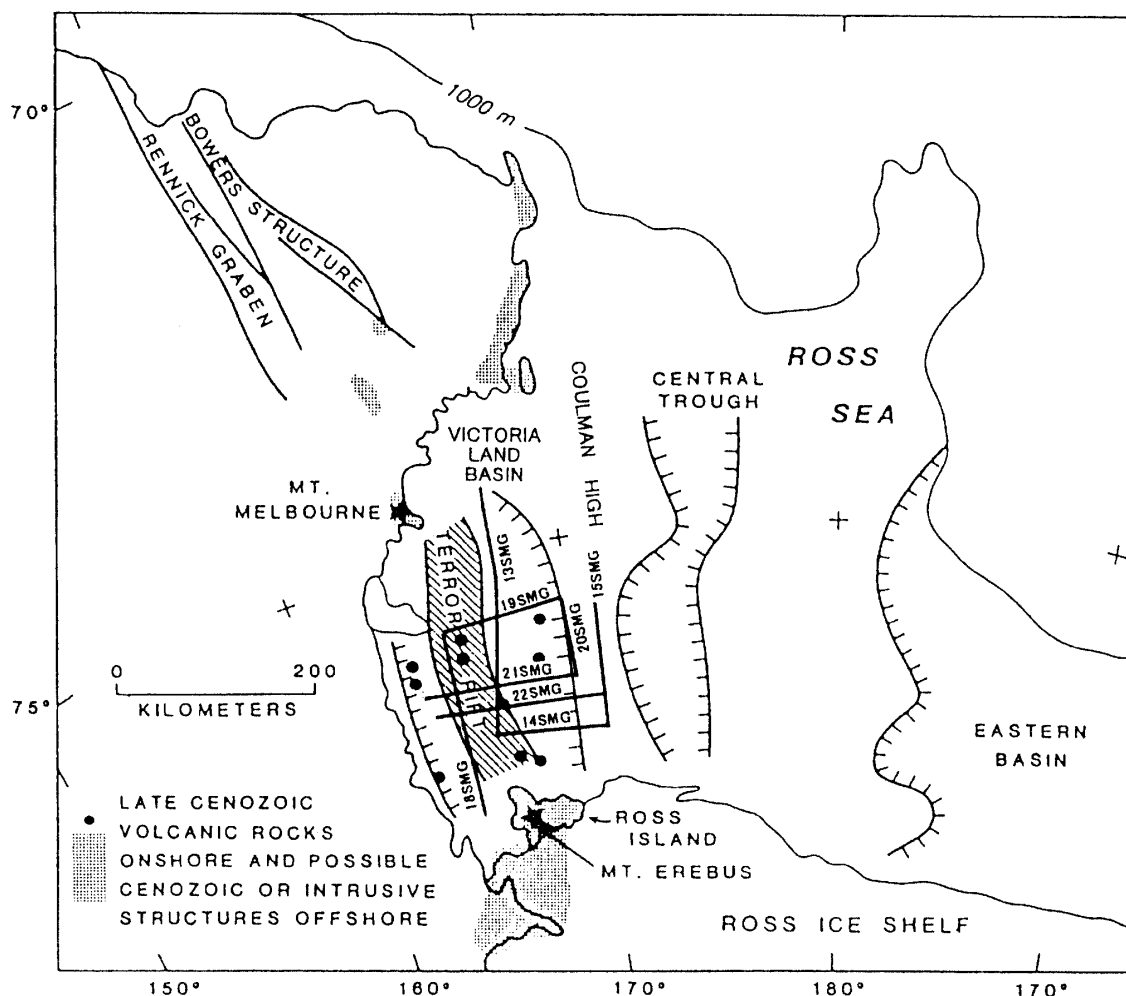 70°
1000 m
BOWERS STRUCTURE
RENNICK GRABEN
ROSS
SEA
CENTRAL
TROUGH
COULMAN HIGH
VICTORIA
LAND
BASIN
MT.
MELBOURNE
TERROR RIFT
13SMG
15SMG
19SMG
20SMG
21SMG
22SMG
14SMG
18SMG
0 200
KILOMETERS
75°
EASTERN
BASIN
LATE CENOZOIC
VOLCANIC ROCKS
ONSHORE AND POSSIBLE
CENOZOIC OR INTRUSIVE
STRUCTURES OFFSHORE
ROSS
ISLAND
MT. EREBUS
ROSS ICE SHELF
150° 160° 170° 180° 170°